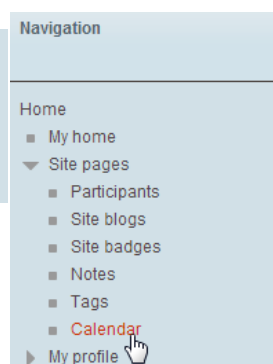 Navigation
Home
My home
Site pages
Participants
Site blogs
Site badges
Notes
Tags
Calendar
My profile